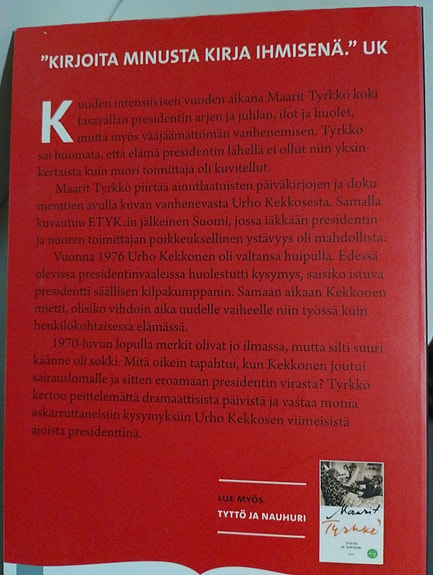 "KIRJOITA MINUSTA KIRJA IHMISENÄ." UK
Kuuden intensiivisen vuoden aikana Maarit Tyrkkö koki
tasavallan presidentin arjen ja juhlan, ilot ja huolet,
mutta myös vääjäämättömän vanhenemisen. Tyrkkö
sai huomata, että elämä presidentin lähellä ei ollut niin yksin-
kertaista kuin nuori toimittaja oli kuvitellut.
Maarit Tyrkkö piirtää ainutlaatuisten päiväkirjojen ja doku-
menttien avulla kuvan vanhenevasta Urho Kekkosesta. Samalla
kuvautuu ETYK:in jälkeinen Suomi, jossa iäkkään presidentin
ja nuoren toimittajan poikkeuksellinen ystävyys oli mahdollista.
Vuonna 1976 Urho Kekkonen oli valtansa huipulla. Edessä
olevissa presidentinvaaleissa huolestutti kysymys, saisiko istuva
presidentti säällisen kilpakumppanin. Samaan aikaan Kekkonen
mietti, olisiko vihdoin aika uudelle vaiheelle niin työssä kuin
henkilökohtaisessa elämässä.
1970-luvun lopulla merkit olivat jo ilmassa, mutta silti suuri
käänne oli sokki. Mitä oikein tapahtui, kun Kekkonen joutui
sairauslomalle ja sitten eroamaan presidentin virasta? Tyrkkö
kertoo peittelemättä dramaattisista päivistä ja vastaa monia
askarruttaneisiin kysymyksiin Urho Kekkosen viimeisistä
ajoista presidenttinä.
LUE MYÖS
TYTTÖ JA NAUHURI
Maarit
Tyrkkö
TYTTÖ
JA NAUHURI